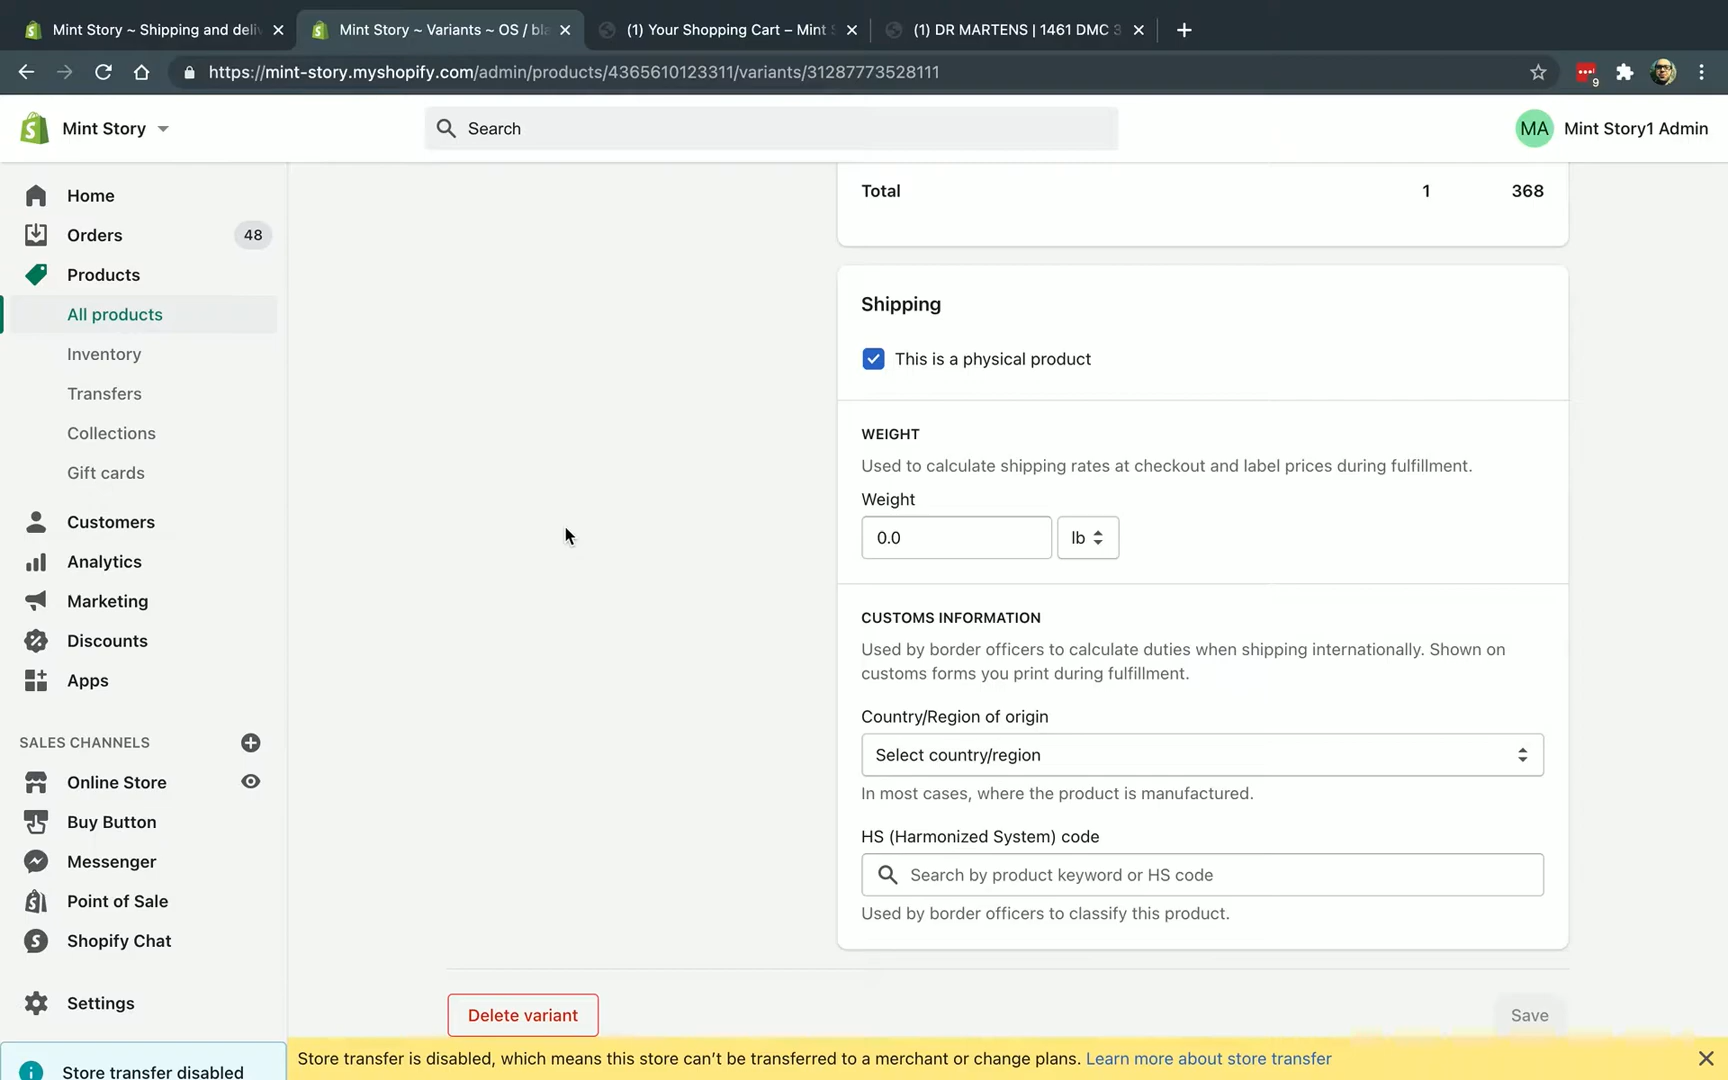 Mint Story ~ Shipping and deli
Mint Story ~ Variants ~ OS / bla
(1) Your Shopping Cart – Mint S
(1) DR MARTENS | 1461 DMC 3
https://mint-story.myshopify.com/admin/products/4365610123311/variants/31287773528111
9
Mint Story
Search
MA
Mint Story1 Admin
Home
Orders
48
Products
All products
Inventory
Transfers
Collections
Gift cards
Customers
Analytics
Marketing
Discounts
Apps
SALES CHANNELS
Online Store
Buy Button
Messenger
Point of Sale
Shopify Chat
Settings
Store transfer disabled
Total 1 368
Shipping
This is a physical product
WEIGHT
Used to calculate shipping rates at checkout and label prices during fulfillment.
Weight
0.0
lb
CUSTOMS INFORMATION
Used by border officers to calculate duties when shipping internationally. Shown on
customs forms you print during fulfillment.
Country/Region of origin
Select country/region
In most cases, where the product is manufactured.
HS (Harmonized System) code
Search by product keyword or HS code
Used by border officers to classify this product.
Delete variant
Save
Store transfer is disabled, which means this store can't be transferred to a merchant or change plans. Learn more about store transfer